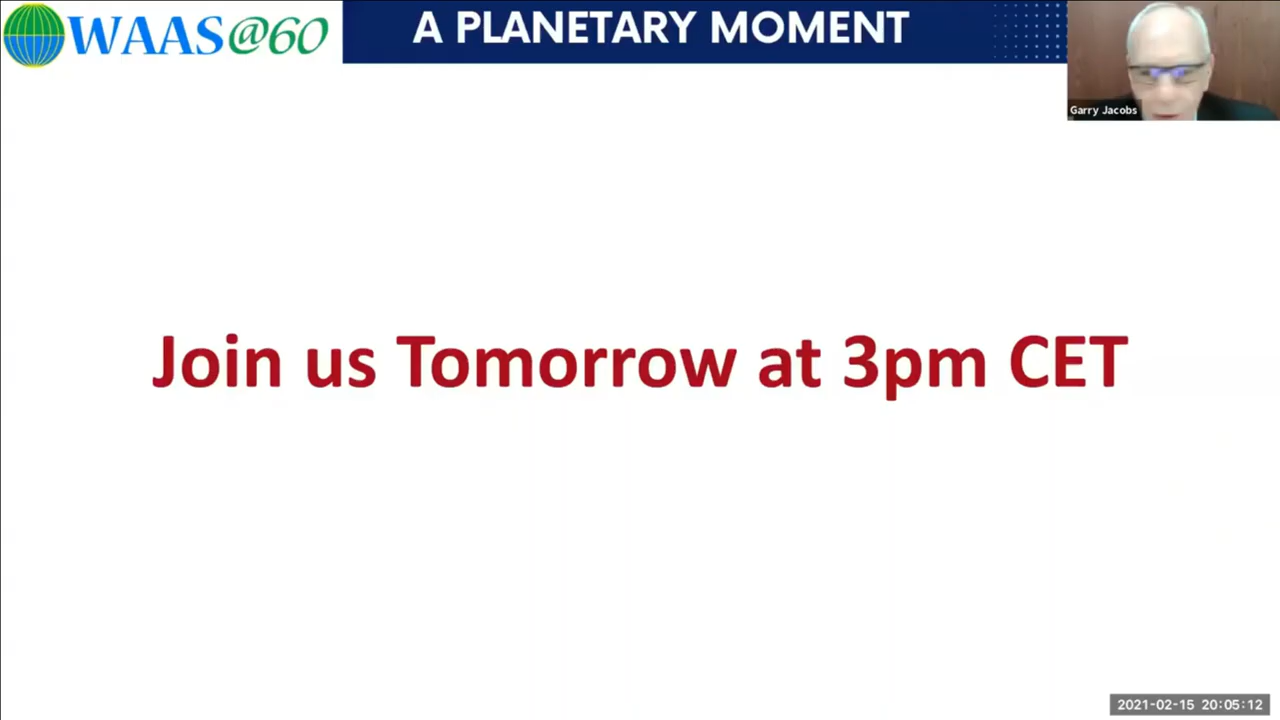 WAAS@60
A PLANETARY MOMENT
Garry Jacobs
Join us Tomorrow at 3pm CET
2021-02-15 20:05:12